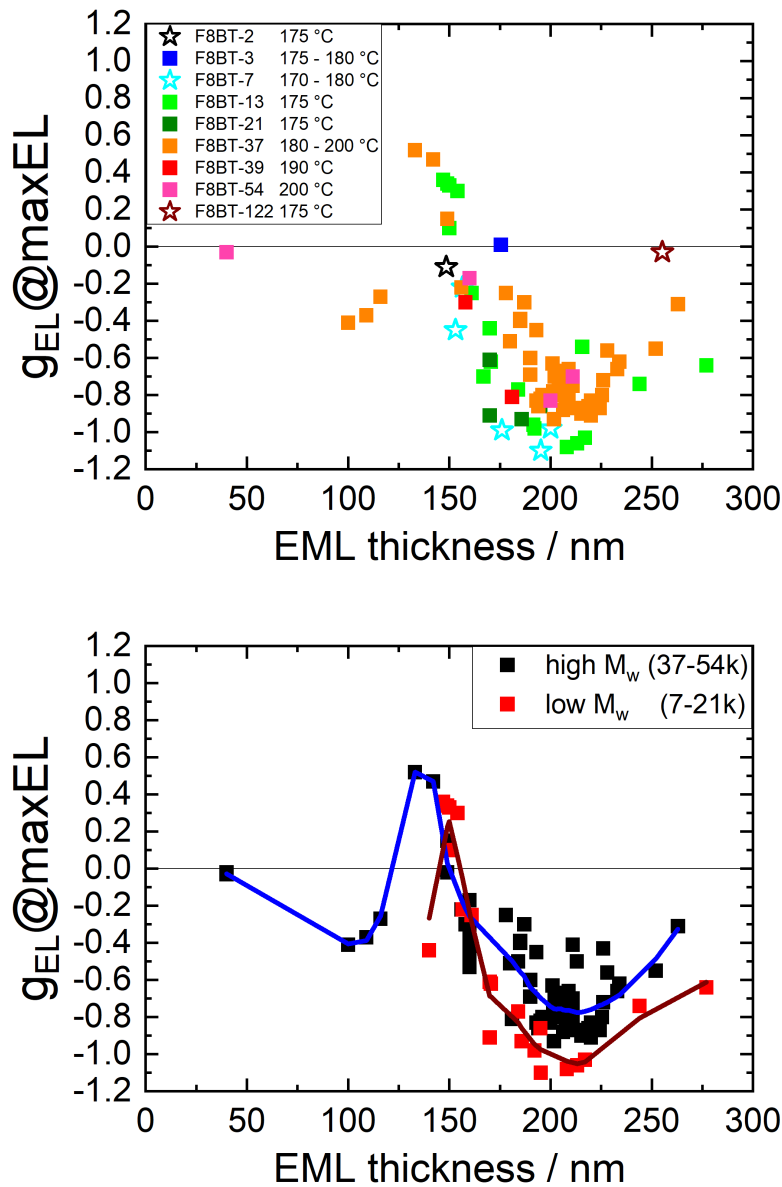 1.2
1.0
0.8
0.6
0.4
0.2
0.0
-0.2
-0.4
-0.6
-0.8
-1.0
-1.2
gEL@maxEL
F8BT-2 175 °C
F8BT-3 175 - 180 °C
F8BT-7 170 - 180 °C
F8BT-13 175 °C
F8BT-21 175 °C
F8BT-37 180 - 200 °C
F8BT-39 190 °C
F8BT-54 200 °C
F8BT-122 175 °C
0 50 100 150 200 250 300
EML thickness / nm
1.2
1.0
0.8
0.6
0.4
0.2
0.0
-0.2
-0.4
-0.6
-0.8
-1.0
-1.2
gEL@maxEL
high Mw (37-54k)
low Mw (7-21k)
0 50 100 150 200 250 300
EML thickness / nm